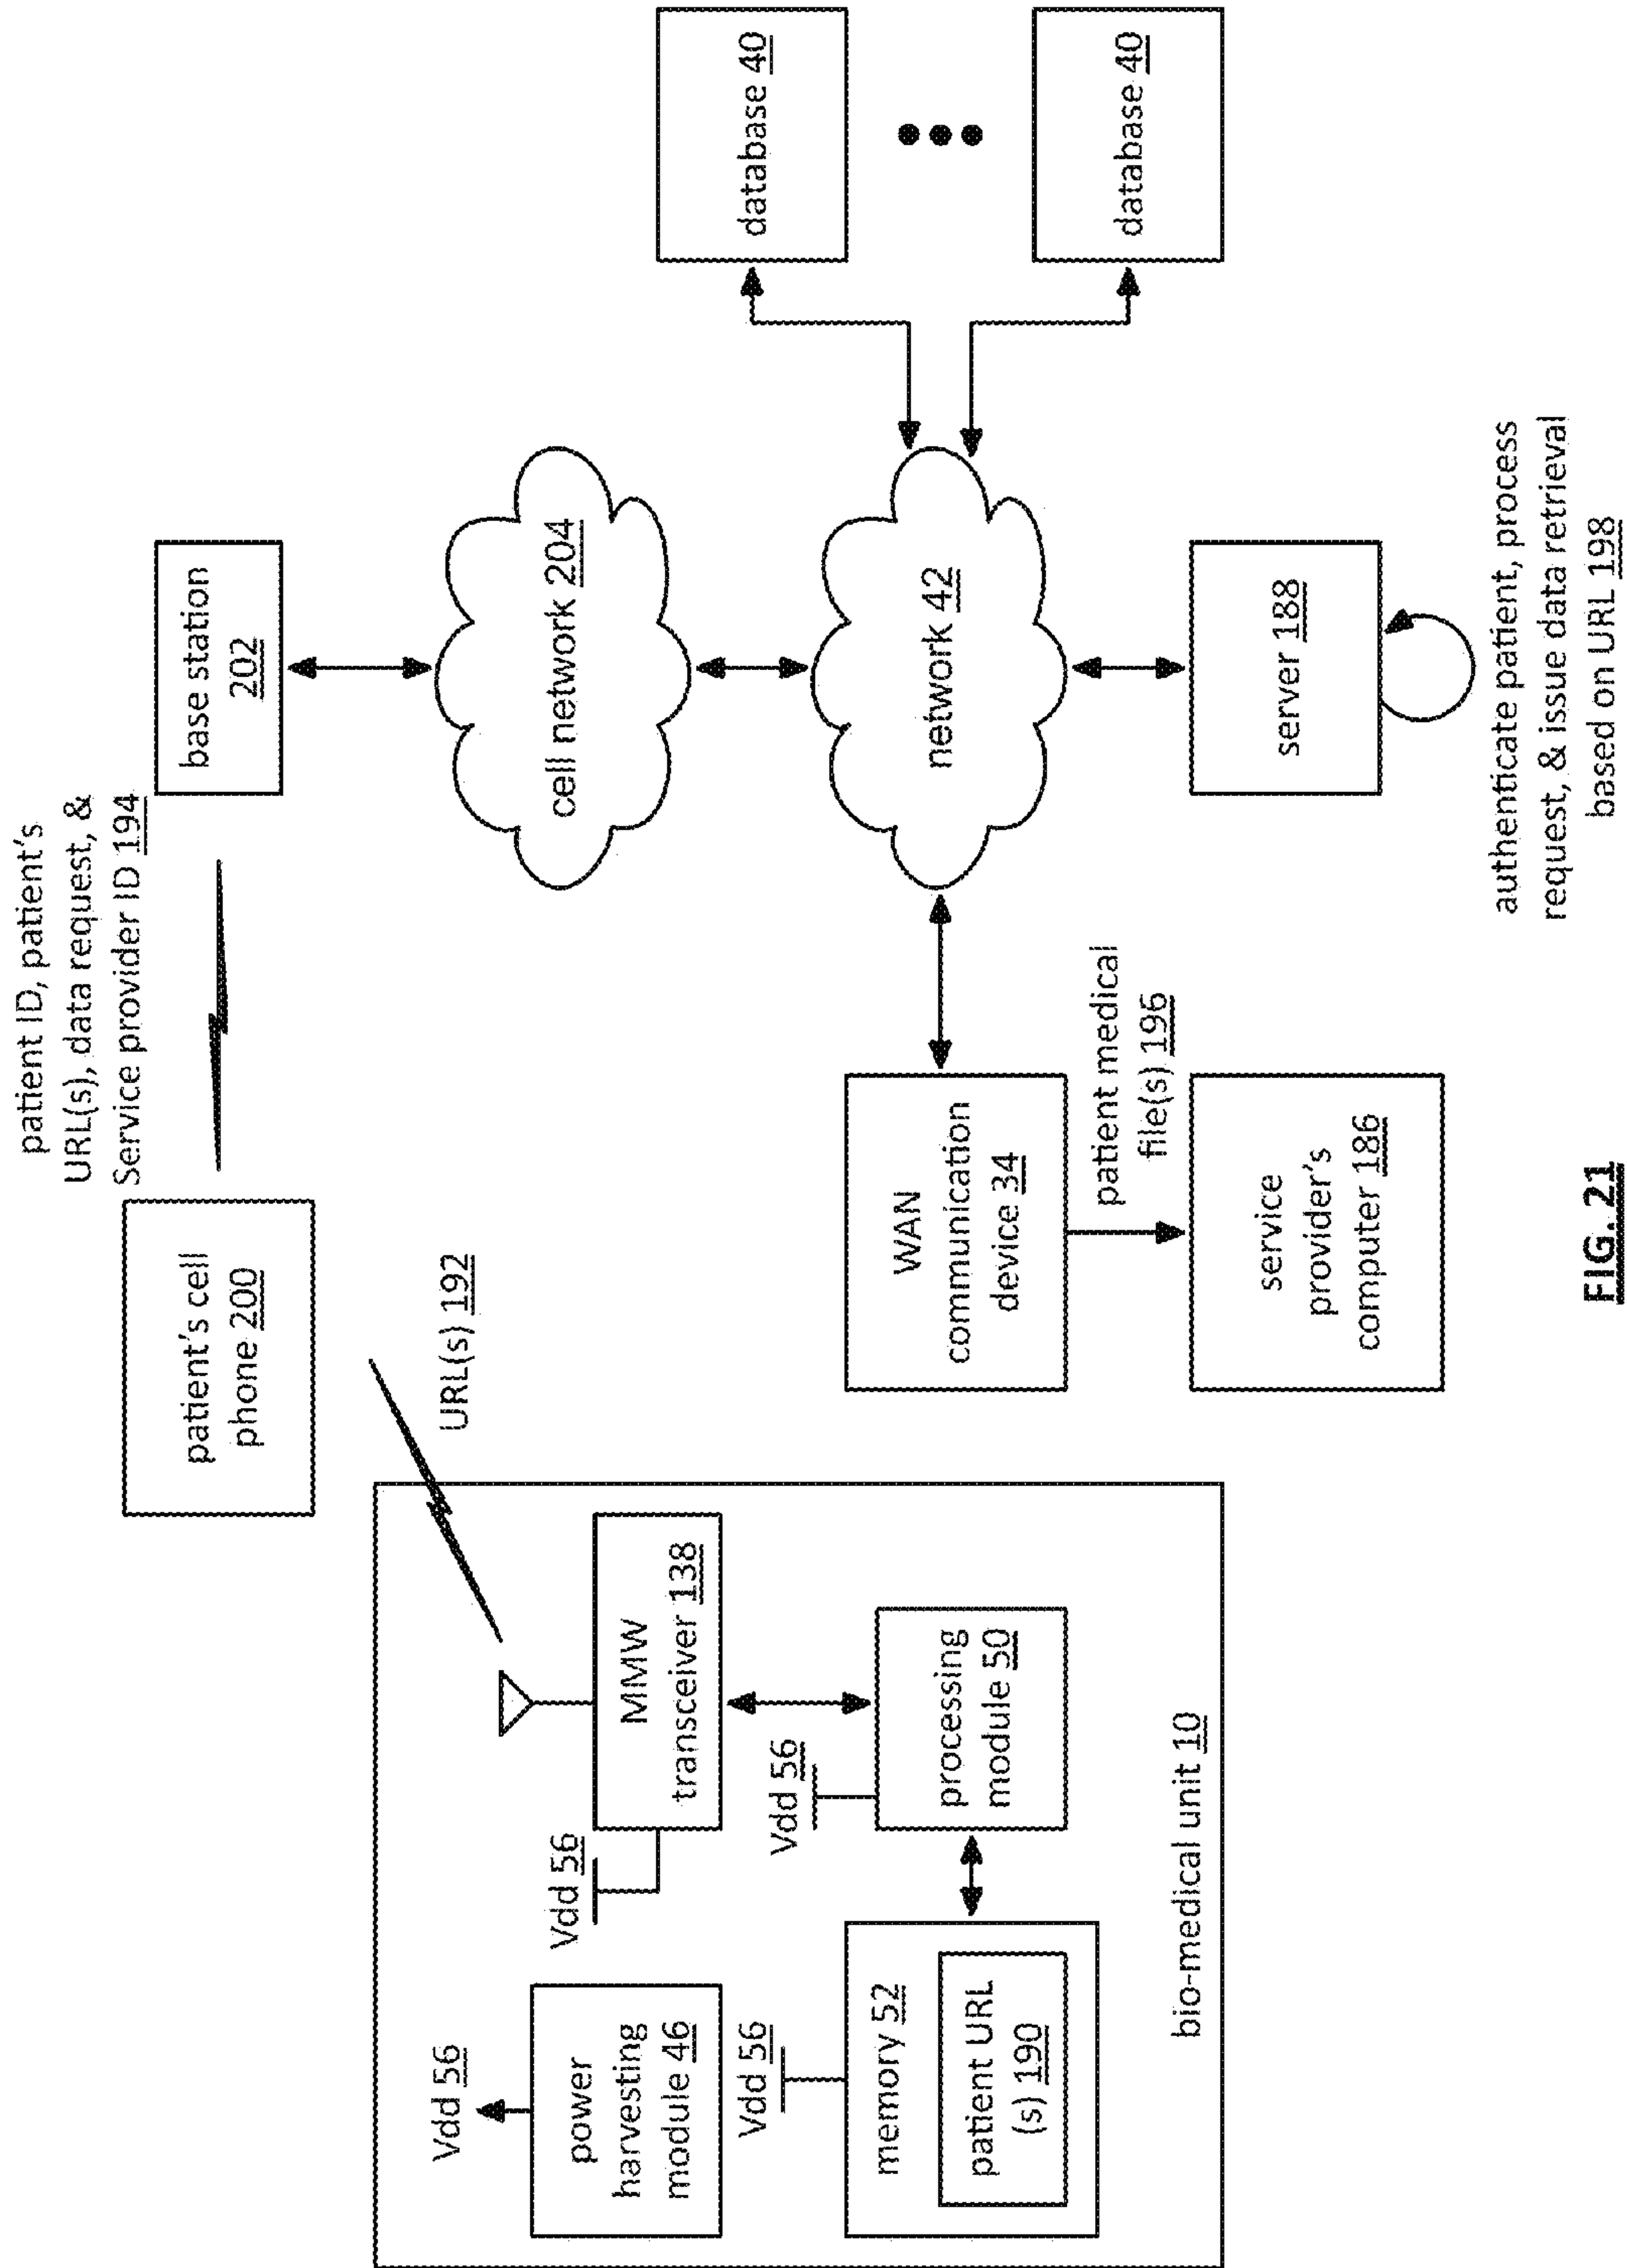 patient ID, patient's
URL(s), data request, &
Service provider ID 194
patient's cell
phone 200
base station
202
URL(s) 192
cell network 204
Vdd 56
power
harvesting
module 46
Vdd 56
MMW
transceiver 138
Vdd 56
memory 52
patient URL
(s) 190
Vdd 56
processing
module 50
bio-medical unit 10
WAN
communication
device 34
patient medical
file(s) 196
service
provider's
computer 186
network 42
database 40
database 40
server 188
authenticate patient, process
request, & issue data retrieval
based on URL 198
FIG. 21